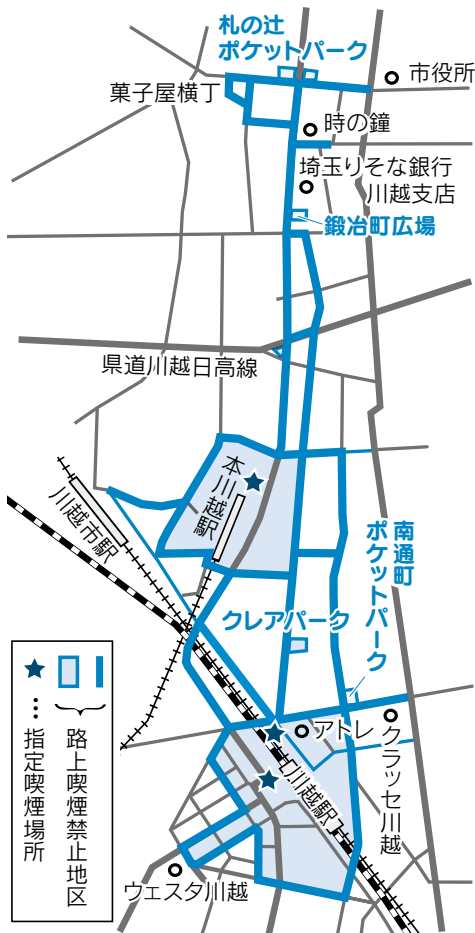 札の辻
ポケットパーク
市役所
菓子屋横丁
時の鐘
埼玉りそな銀行
川越支店
鍛冶町広場
県道川越日高線
本川越駅
川越市駅
南通町
ポケットパーク
クレアパーク
アトレ
クラッセ川越
川越駅
ウェスタ川越
路上喫煙禁止地区
…指定喫煙場所